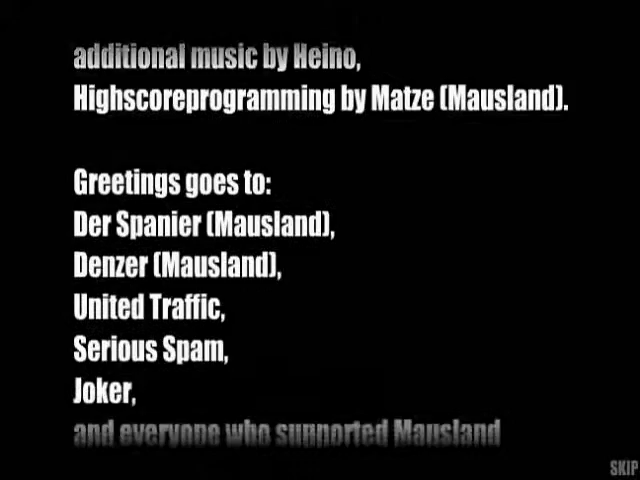 additional music by Heino,
Highscoreprogramming by Matze (Mausland).
Greetings goes to:
Der Spanier (Mausland),
Denzer (Mausland),
United Traffic,
Serious Spam,
Joker,
and everyone who supported Mausland
SKIP